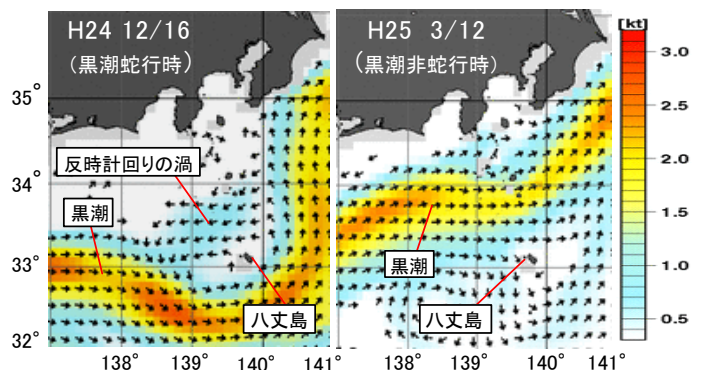 H24 12/16
（黒潮蛇行時）
H25 3/12
（黒潮非蛇行時）
[kt]
3.0
2.5
2.0
1.5
1.0
0.5
35°
34°
33°
32°
反時計回りの渦
黒潮
八丈島
黒潮
八丈島
138° 139° 140° 141°
138° 139° 140° 141°